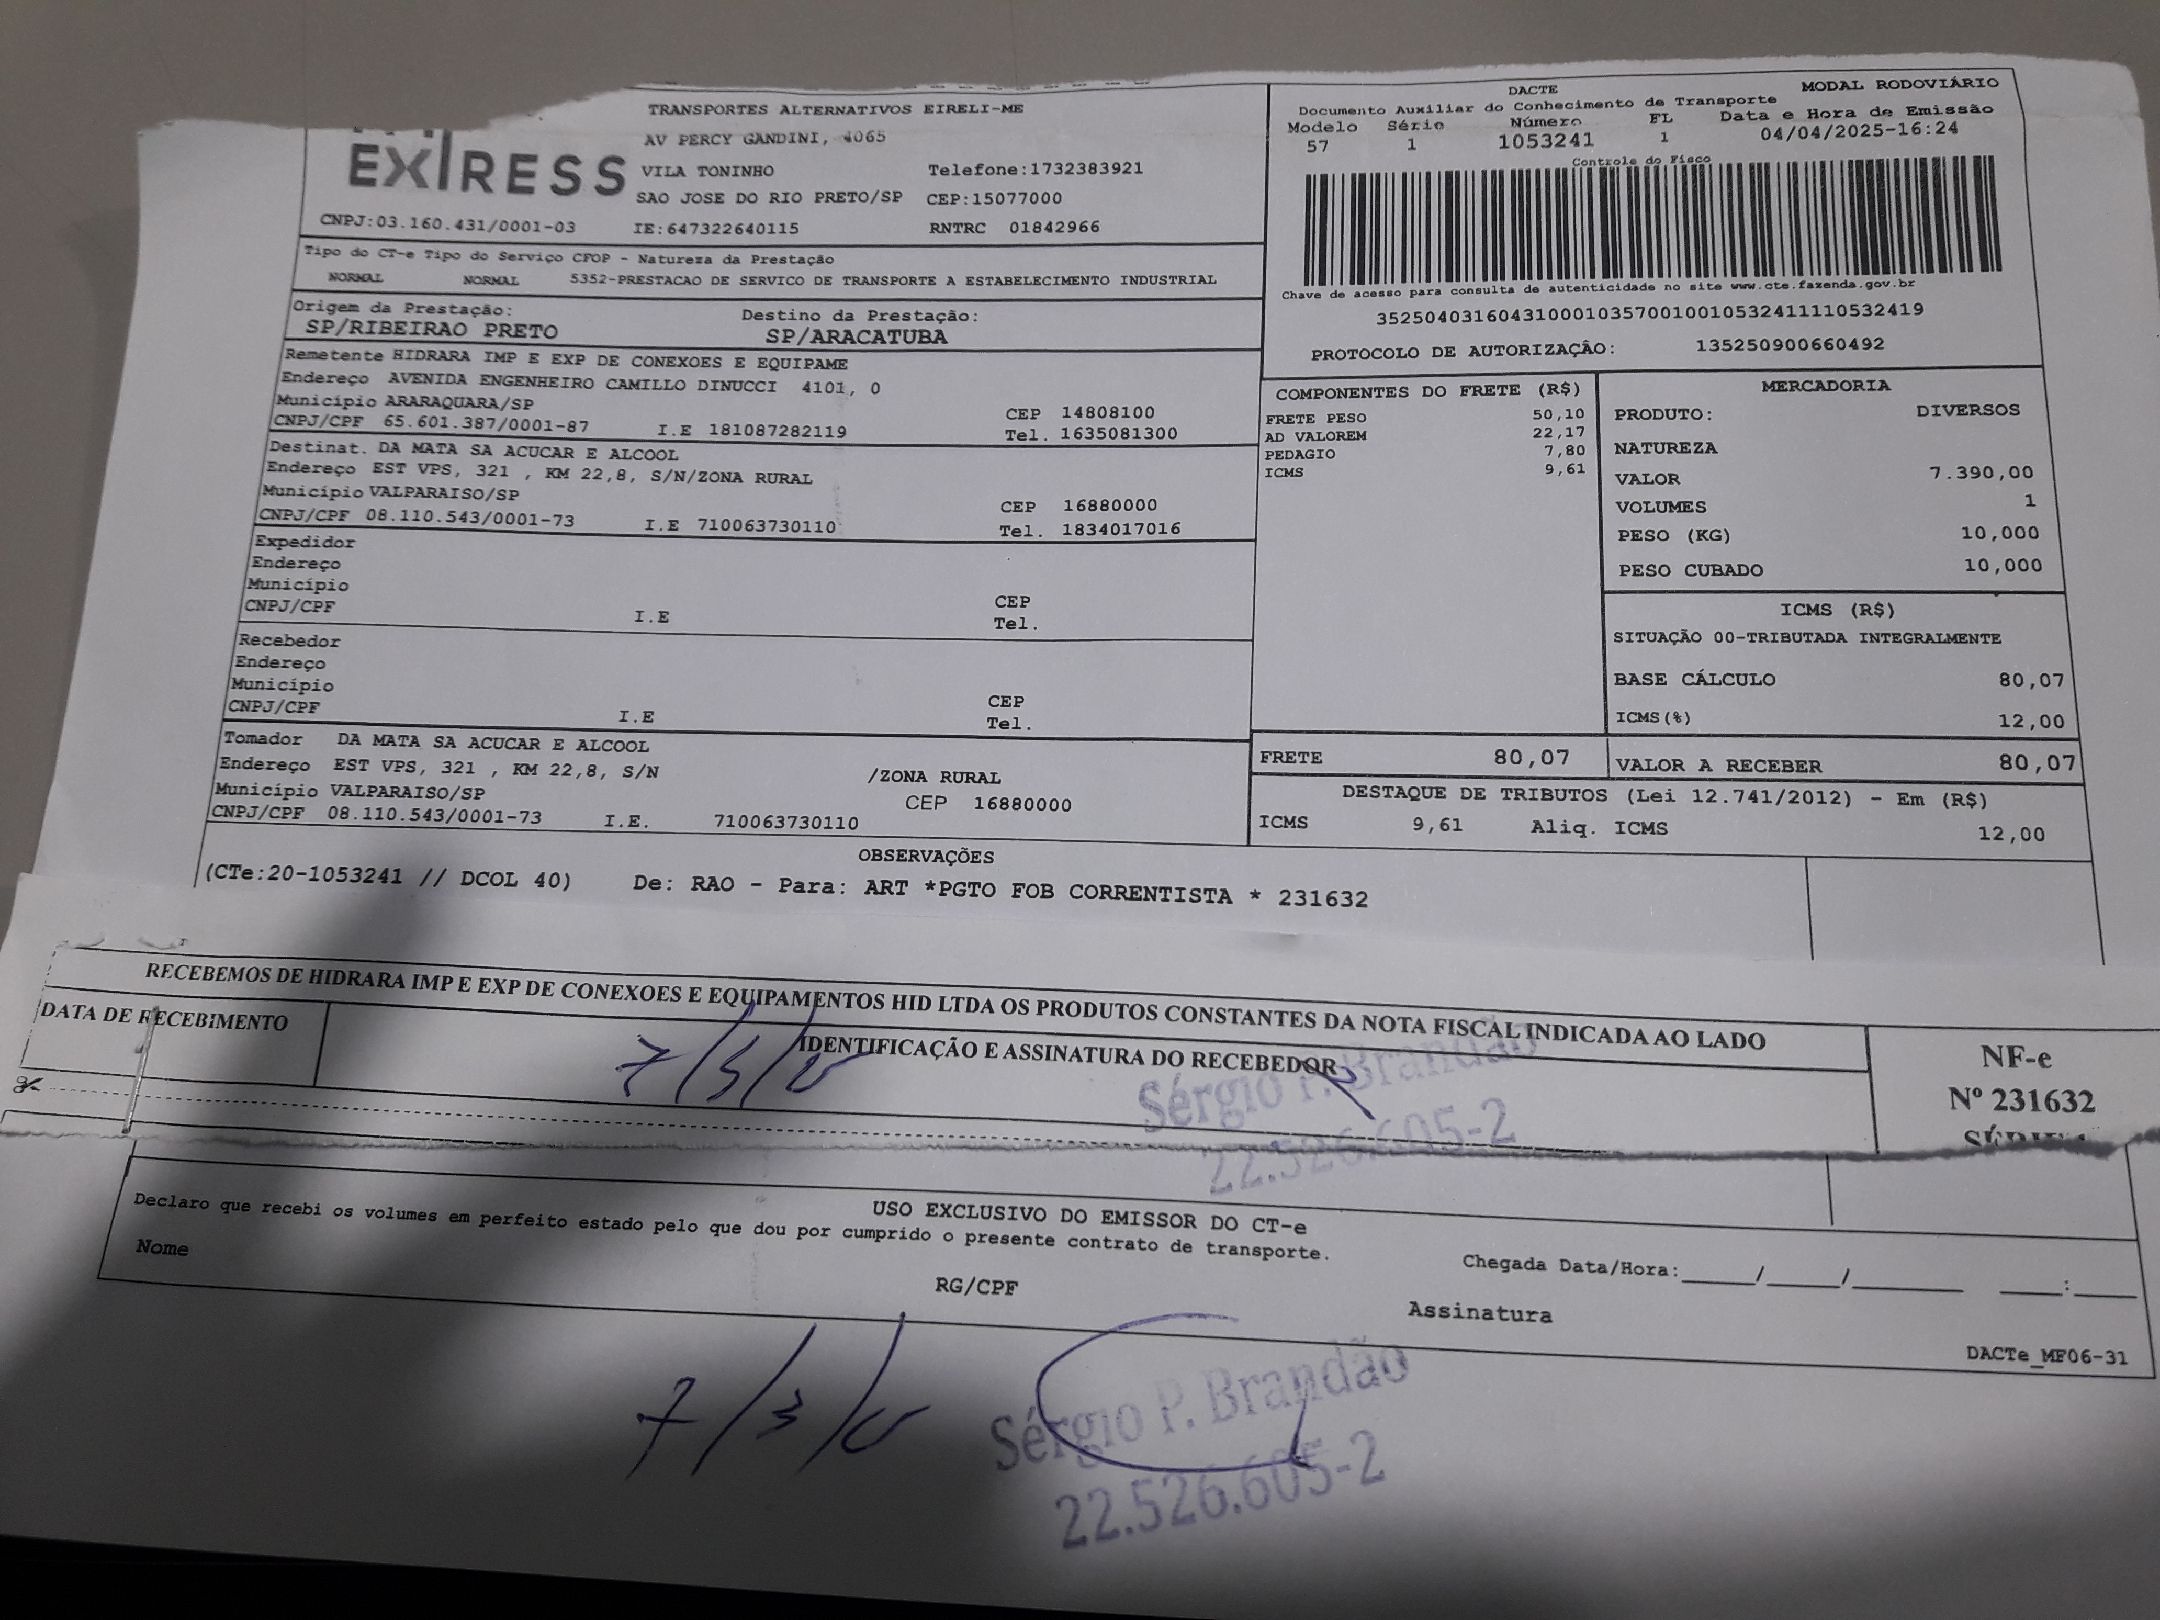 TRANSPORTES ALTERNATIVOS EIRELI-ME
EXPRESS
AV PERCY GANDINI, 4065
VILA TONINHO Telefone:1732383921
SAO JOSE DO RIO PRETO/SP CEP:15077000
CNPJ:03.160.431/0001-03 IE:647322640115 RNTRC 01842966
DACTE MODAL RODOVIÁRIO
Documento Auxiliar do Conhecimento de Transporte
Modelo Série Número FL Data e Hora de Emissão
57 1 1053241 1 04/04/2025-16:24
Controle do Fisco
Chave de acesso para consulta de autenticidade no site www.cte.fazenda.gov.br
35250403160431000103570010010532411110532419
PROTOCOLO DE AUTORIZAÇÃO: 135250900660492
Tipo do CT-e Tipo do Serviço CFOP - Natureza da Prestação
NORMAL NORMAL 5352-PRESTACAO DE SERVICO DE TRANSPORTE A ESTABELECIMENTO INDUSTRIAL
Origem da Prestação: Destino da Prestação:
SP/RIBEIRAO PRETO SP/ARACATUBA
Remetente HIDRARA IMP E EXP DE CONEXOES E EQUIPAME
Endereço AVENIDA ENGENHEIRO CAMILLO DINUCCI 4101, 0
Município ARARAQUARA/SP CEP 14808100
CNPJ/CPF 65.601.387/0001-87 I.E 181087282119 Tel. 1635081300
Destinat. DA MATA SA ACUCAR E ALCOOL
Endereço EST VPS, 321 , KM 22,8, S/N/ZONA RURAL
Município VALPARAISO/SP CEP 16880000
CNPJ/CPF 08.110.543/0001-73 I.E 710063730110 Tel. 1834017016
Expedidor
Endereço
Município CEP
CNPJ/CPF I.E Tel.
Recebedor
Endereço
Município CEP
CNPJ/CPF I.E Tel.
Tomador DA MATA SA ACUCAR E ALCOOL
Endereço EST VPS, 321 , KM 22,8, S/N /ZONA RURAL
Município VALPARAISO/SP CEP 16880000
CNPJ/CPF 08.110.543/0001-73 I.E. 710063730110
COMPONENTES DO FRETE (R$)
FRETE PESO 50,10
AD VALOREM 22,17
PEDAGIO 7,80
ICMS 9,61
MERCADORIA
PRODUTO: DIVERSOS
NATUREZA
VALOR 7.390,00
VOLUMES 1
PESO (KG) 10,000
PESO CUBADO 10,000
ICMS (R$)
SITUAÇÃO 00-TRIBUTADA INTEGRALMENTE
BASE CÁLCULO 80,07
ICMS(%) 12,00
FRETE 80,07 VALOR A RECEBER 80,07
DESTAQUE DE TRIBUTOS (Lei 12.741/2012) - Em (R$)
ICMS 9,61 Aliq. ICMS 12,00
OBSERVAÇÕES
(CTe:20-1053241 // DCOL 40) De: RAO - Para: ART *PGTO FOB CORRENTISTA * 231632
RECEBEMOS DE HIDRARA IMP E EXP DE CONEXOES E EQUIPAMENTOS HID LTDA OS PRODUTOS CONSTANTES DA NOTA FISCAL INDICADA AO LADO
DATA DE RECEBIMENTO IDENTIFICAÇÃO E ASSINATURA DO RECEBEDOR
NF-e
Nº 231632
Sérgio P. Brandão
22.526.605-2
USO EXCLUSIVO DO EMISSOR DO CT-e
Declaro que recebi os volumes em perfeito estado pelo que dou por cumprido o presente contrato de transporte.
Nome RG/CPF Chegada Data/Hora:_____/_____/______ ____:____
Assinatura
DACTe_MF06-31
Sérgio P. Brandão
22.526.605-2